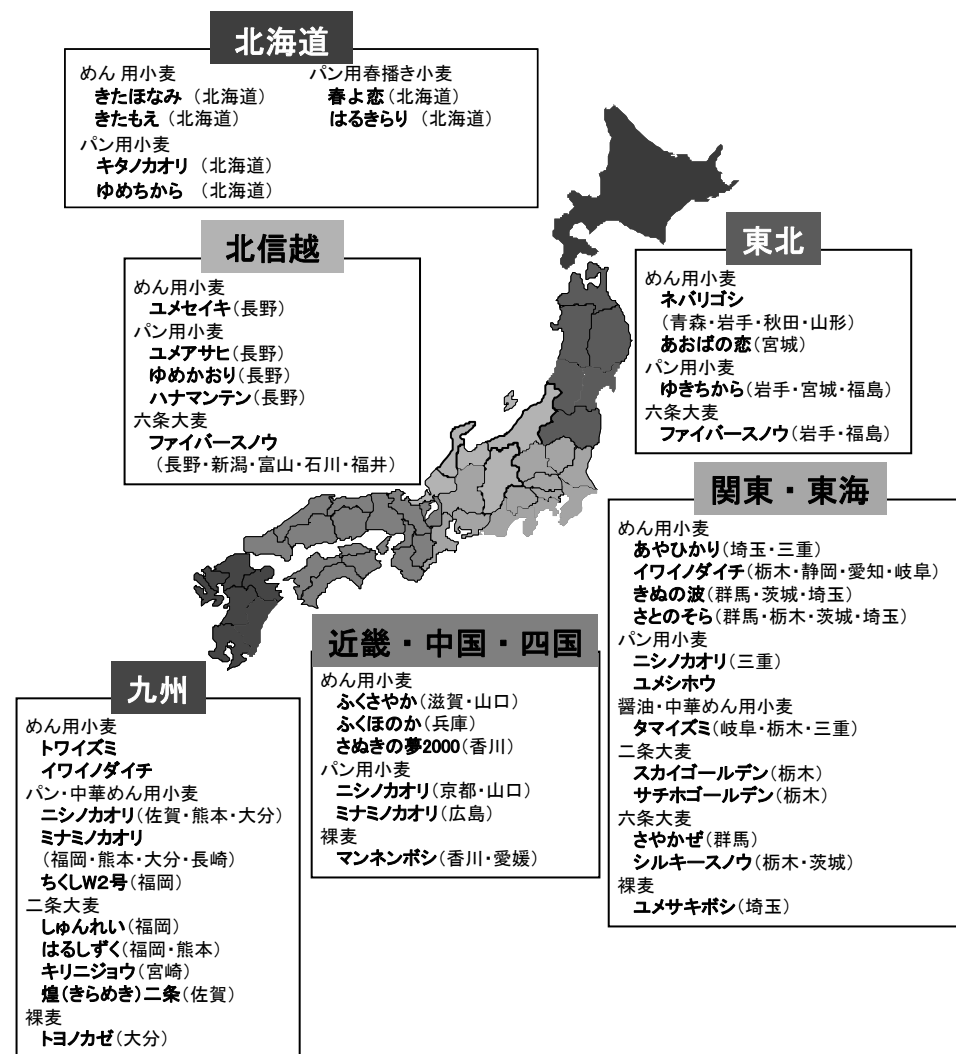 北海道
めん 用小麦
きたほなみ (北海道)
きたもえ (北海道)
パン用小麦
キタノカオリ (北海道)
ゆめちから (北海道)
パン用春播き小麦
春よ恋(北海道)
はるきらり (北海道)
北信越
めん用小麦
ユメセイキ(長野)
パン用小麦
ユメアサヒ(長野)
ゆめかおり(長野)
ハナマンテン(長野)
六条大麦
ファイバースノウ
(長野・新潟・富山・石川・福井)
東北
めん用小麦
ネバリゴシ
(青森・岩手・秋田・山形)
あおばの恋(宮城)
パン用小麦
ゆきちから(岩手・宮城・福島)
六条大麦
ファイバースノウ(岩手・福島)
関東・東海
めん用小麦
あやひかり(埼玉・三重)
イワイノダイチ(栃木・静岡・愛知・岐阜)
きぬの波(群馬・茨城・埼玉)
さとのそら(群馬・栃木・茨城・埼玉)
パン用小麦
ニシノカオリ(三重)
ユメシホウ
醤油・中華めん用小麦
タマイズミ(岐阜・栃木・三重)
二条大麦
スカイゴールデン(栃木)
サチホゴールデン(栃木)
六条大麦
さやかぜ(群馬)
シルキースノウ(栃木・茨城)
裸麦
ユメサキボシ(埼玉)
近畿・中国・四国
めん用小麦
ふくさやか(滋賀・山口)
ふくほのか(兵庫)
さぬきの夢2000(香川)
パン用小麦
ニシノカオリ(京都・山口)
ミナミノカオリ(広島)
裸麦
マンネンボシ(香川・愛媛)
九州
めん用小麦
トワイズミ
イワイノダイチ
パン・中華めん用小麦
ニシノカオリ(佐賀・熊本・大分)
ミナミノカオリ
(福岡・熊本・大分・長崎)
ちくしW2号(福岡)
二条大麦
しゅんれい(福岡)
はるしずく(福岡・熊本)
キリニジョウ(宮崎)
煌(きらめき)二条(佐賀)
裸麦
トヨノカゼ(大分)